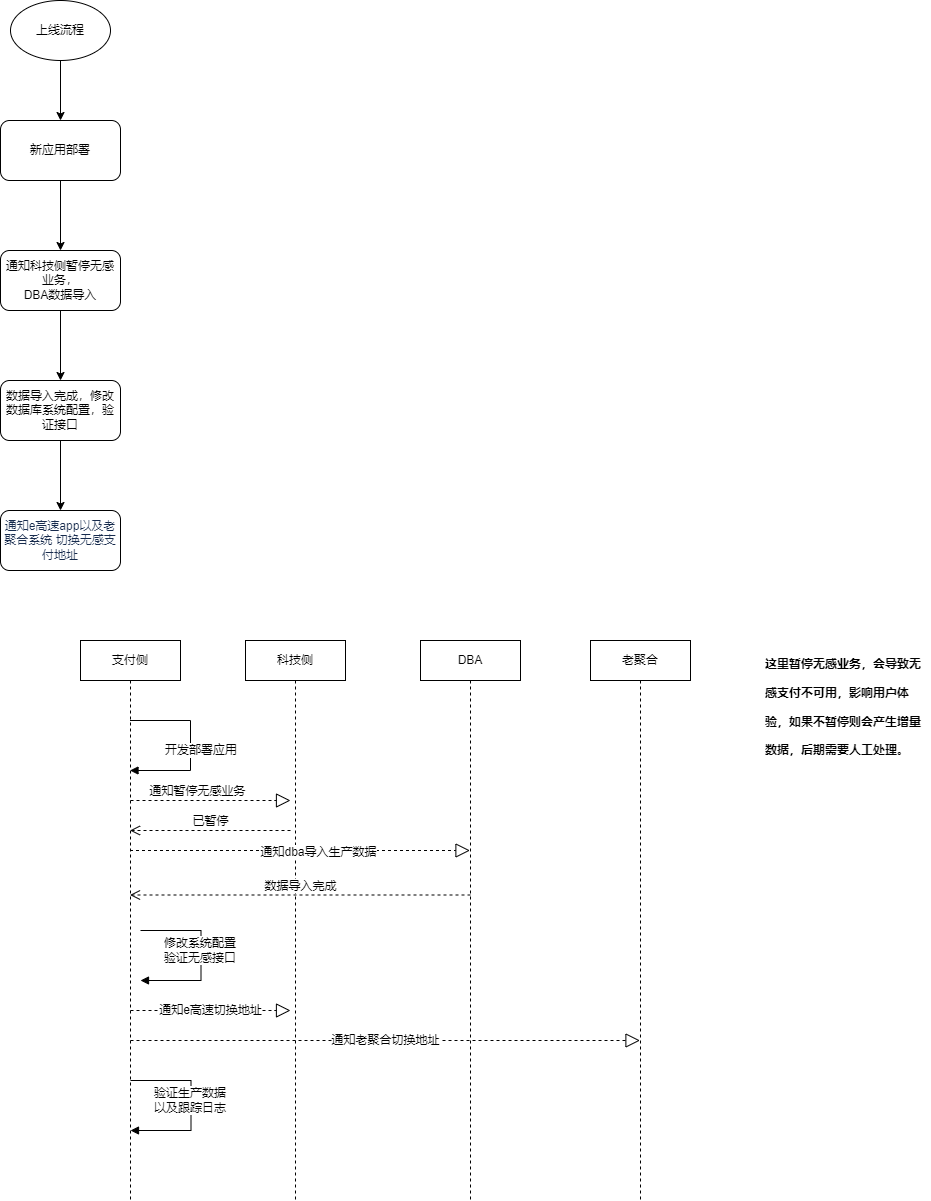 上线流程
新应用部署
通知科技侧暂停无感
业务，
DBA数据导入
数据导入完成，修改
数据库系统配置，验
证接口
通知e高速app以及老
聚合系统 切换无感支
付地址
支付侧
科技侧
DBA
老聚合
这里暂停无感业务，会导致无
感支付不可用，影响用户体
验，如果不暂停则会产生增量
数据，后期需要人工处理。
开发部署应用
通知暂停无感业务
已暂停
通知dba导入生产数据
数据导入完成
修改系统配置
验证无感接口
通知e高速切换地址
通知老聚合切换地址
验证生产数据
以及跟踪日志